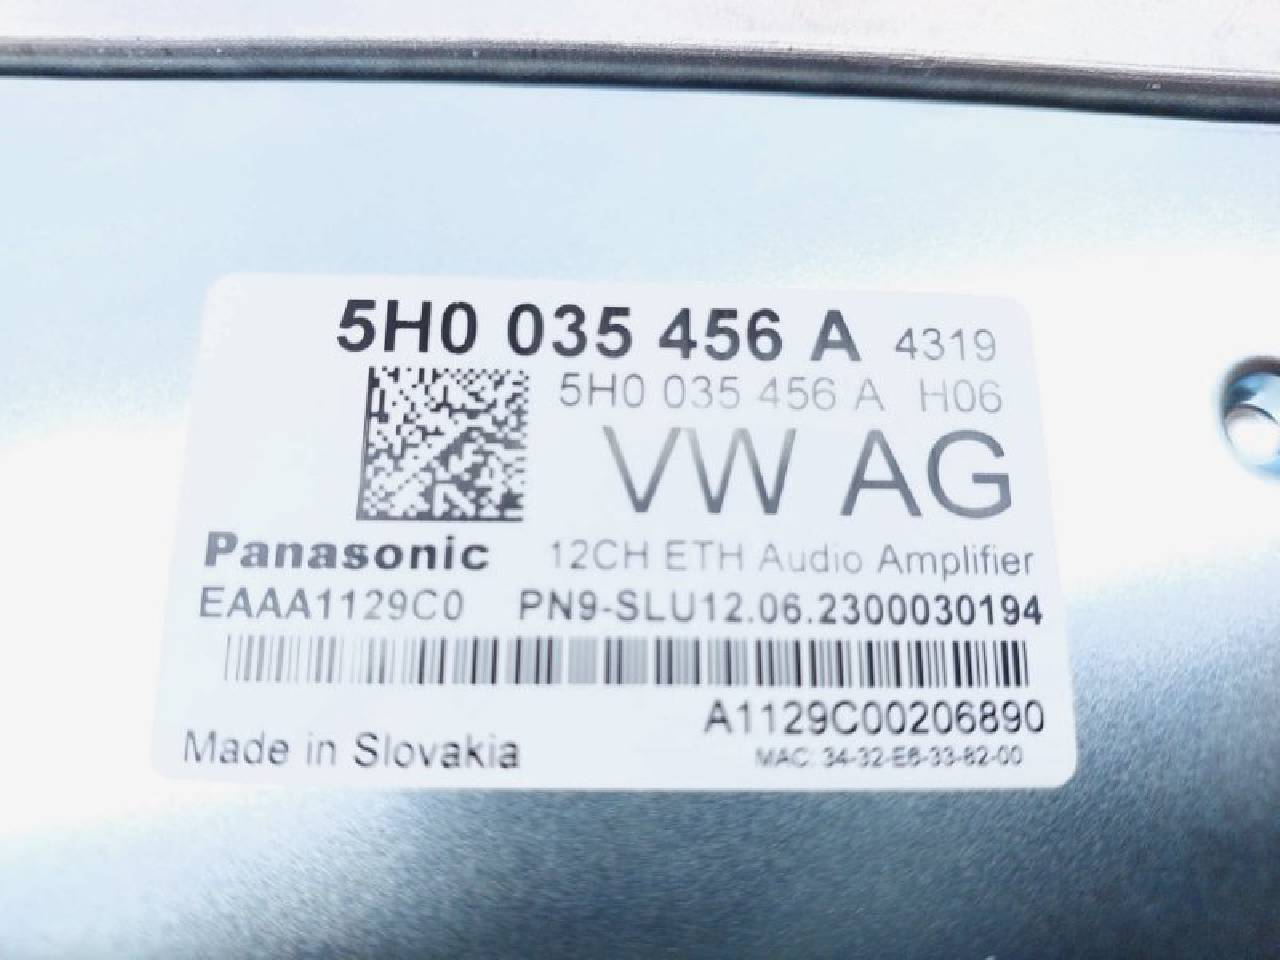 5H0 035 456 A 4319
5H0 035 456 A H06
VW AG
Panasonic 12CH ETH Audio Amplifier
EAAA1129C0 PN9-SLU12.06.2300030194
A1129C00206890
Made in Slovakia
MAC: 34-32-E6-33-82-00